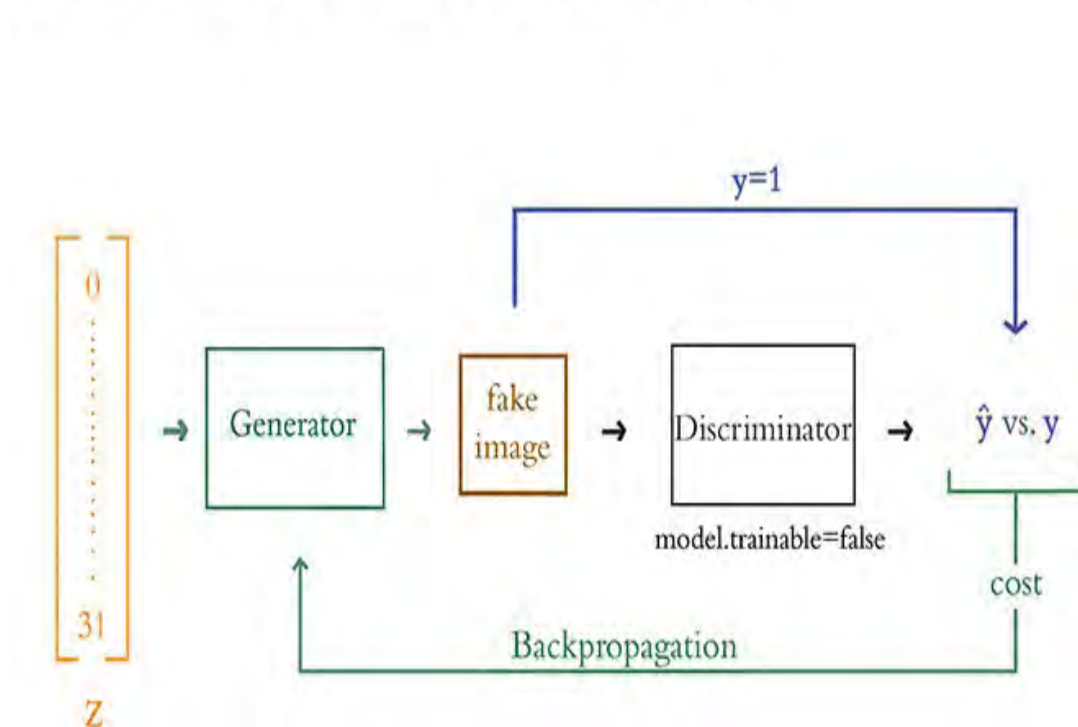 y=1
0
31
z
Generator
fake
image
Discriminator
model.trainable=false
ŷ vs. y
cost
Backpropagation